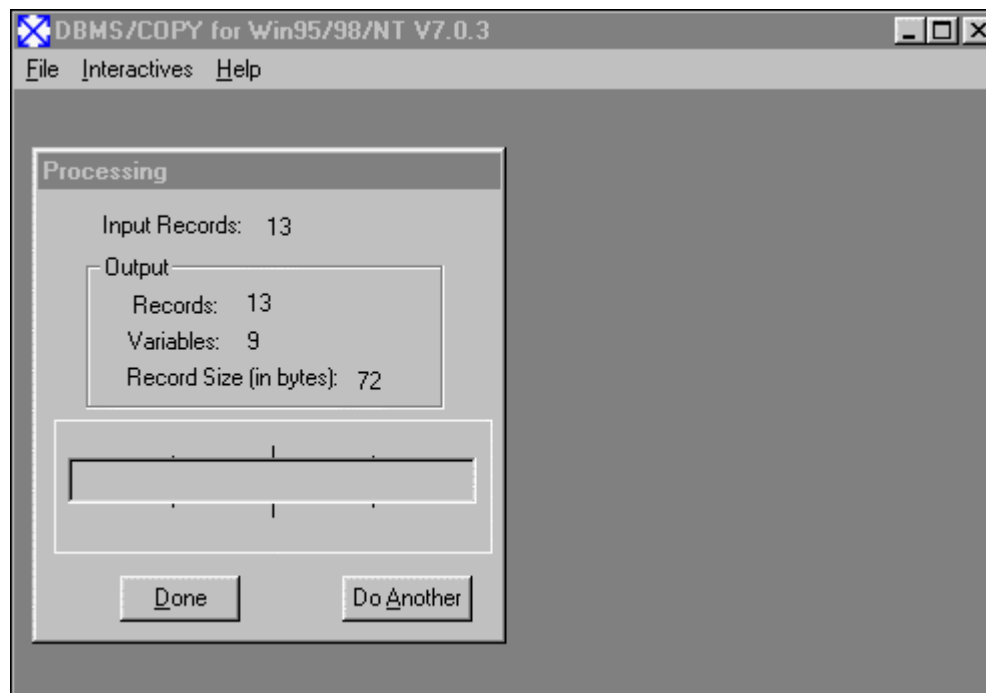 DBMS/COPY for Win95/98/NT V7.0.3
File Interactives Help
Processing
Input Records: 13
Output
Records: 13
Variables: 9
Record Size (in bytes): 72
Done Do Another